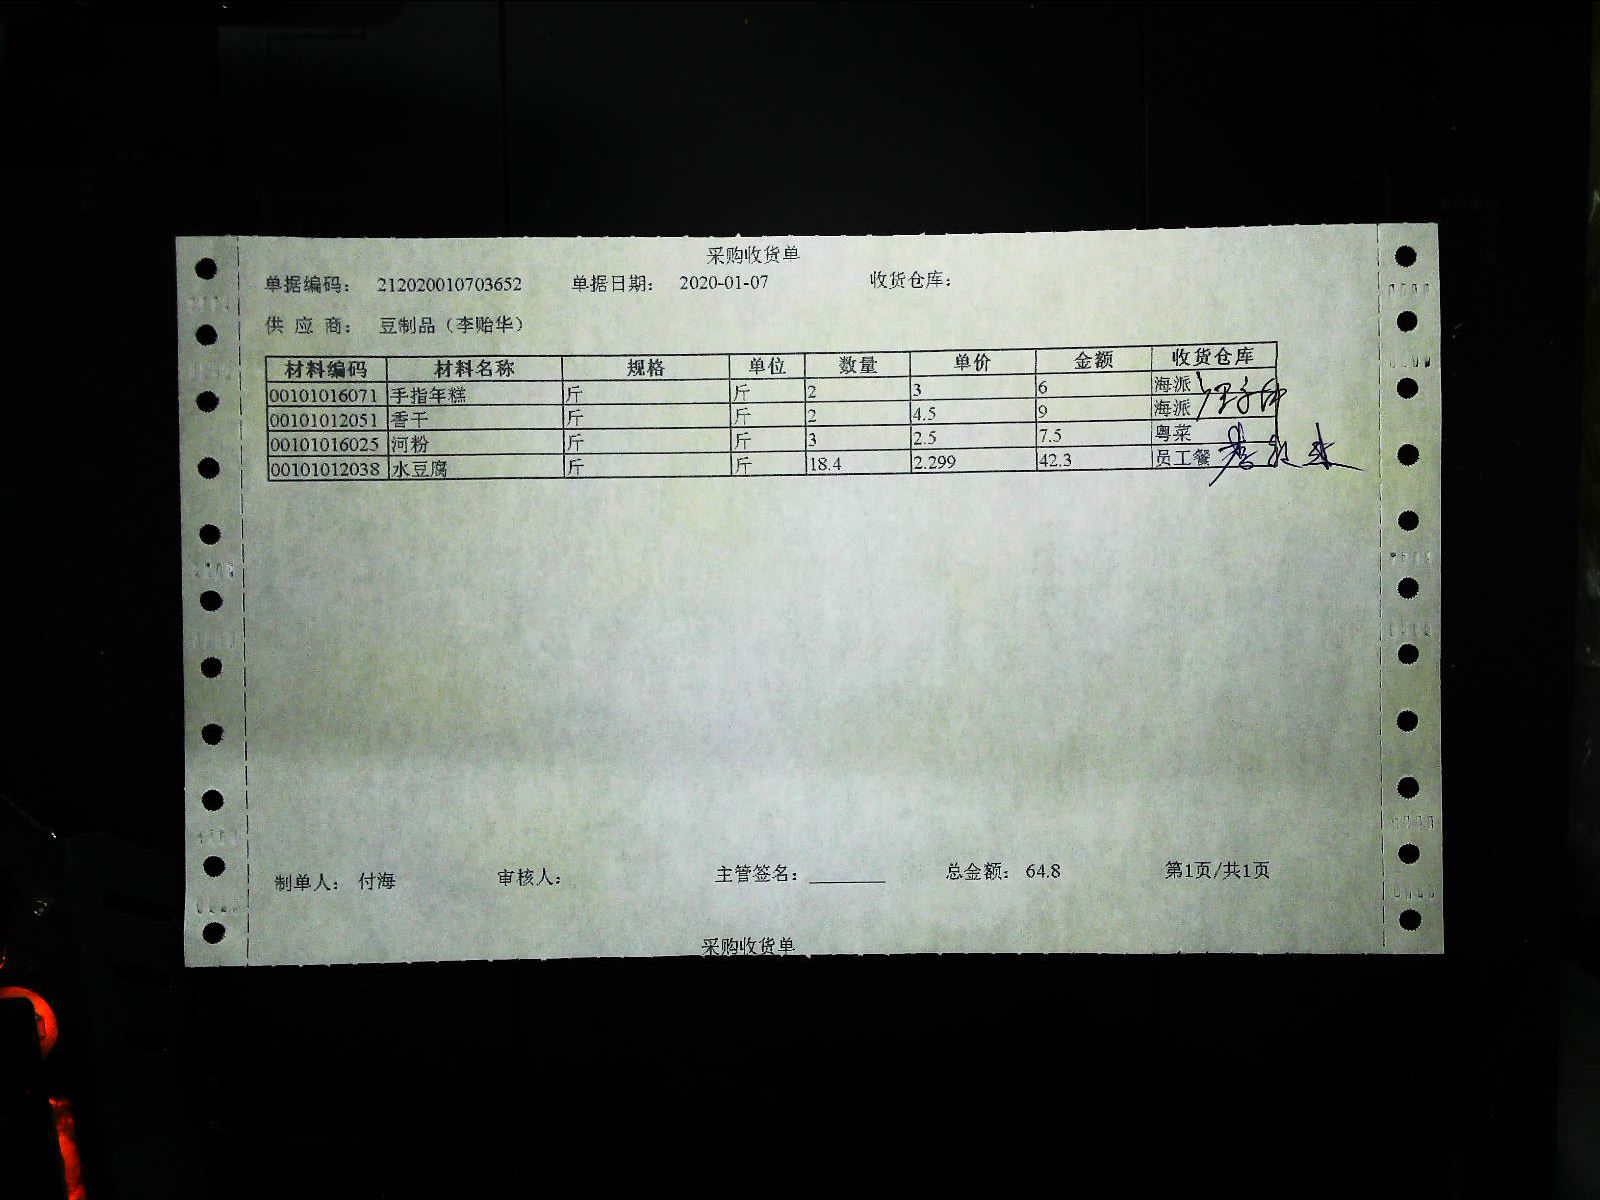 采购收货单
单据编码： 212020010703652 单据日期： 2020-01-07 收货仓库：
供 应 商： 豆制品（李贻华）
材料编码 材料名称 规格 单位 数量 单价 金额 收货仓库
00101016071 手指年糕 斤 斤 2 3 6 海派
00101012051 香干 斤 斤 2 4.5 9 海派
00101016025 河粉 斤 斤 3 2.5 7.5 粤菜
00101012038 水豆腐 斤 斤 18.4 2.299 42.3 员工餐
制单人： 付海 审核人： 主管签名：________ 总金额： 64.8 第1页/共1页
采购收货单